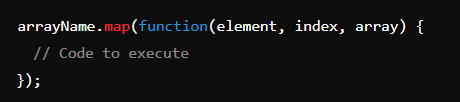 arrayName.map(function(element, index, array) {
  // Code to execute
});